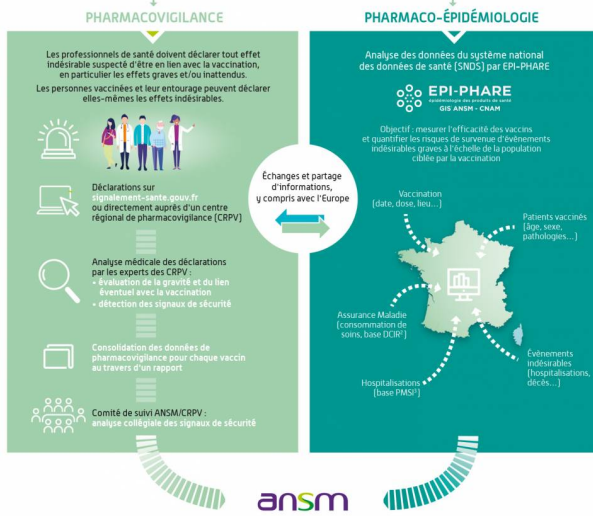 PHARMACOVIGILANCE
Les professionnels de santé doivent déclarer tout effet
indésirable suspecté d'être en lien avec la vaccination,
en particulier les effets graves et/ou inattendus.
Les personnes vaccinées et leur entourage peuvent déclarer
elles-mêmes les effets indésirables.
Déclarations sur
signalement-sante.gouv.fr
ou directement auprès d'un centre
régional de pharmacovigilance (CRPV)
Analyse médicale des déclarations
par les experts des CRPV :
• évaluation de la gravité et du lien
éventuel avec la vaccination
• détection des signaux de sécurité
Consolidation des données de
pharmacovigilance pour chaque vaccin
au travers d'un rapport
Comité de suivi ANSM/CRPV :
analyse collégiale des signaux de sécurité
Échanges et partage
d'informations,
y compris avec l'Europe
PHARMACO-ÉPIDÉMIOLOGIE
Analyse des données du système national
des données de santé (SNDS) par EPI-PHARE
EPI-PHARE
épidémiologie des produits de santé
GIS ANSM - CNAM
Objectif : mesurer l'efficacité des vaccins
et quantifier les risques de survenue d'événements
indésirables graves à l'échelle de la population
ciblée par la vaccination
Vaccination
(date, dose, lieu...)
Patients vaccinés
(âge, sexe,
pathologies...)
Assurance Maladie
(consommation de
soins, base DCIR²)
Événements
indésirables
(hospitalisations,
décès...)
Hospitalisations
(base PMSI³)
ansm